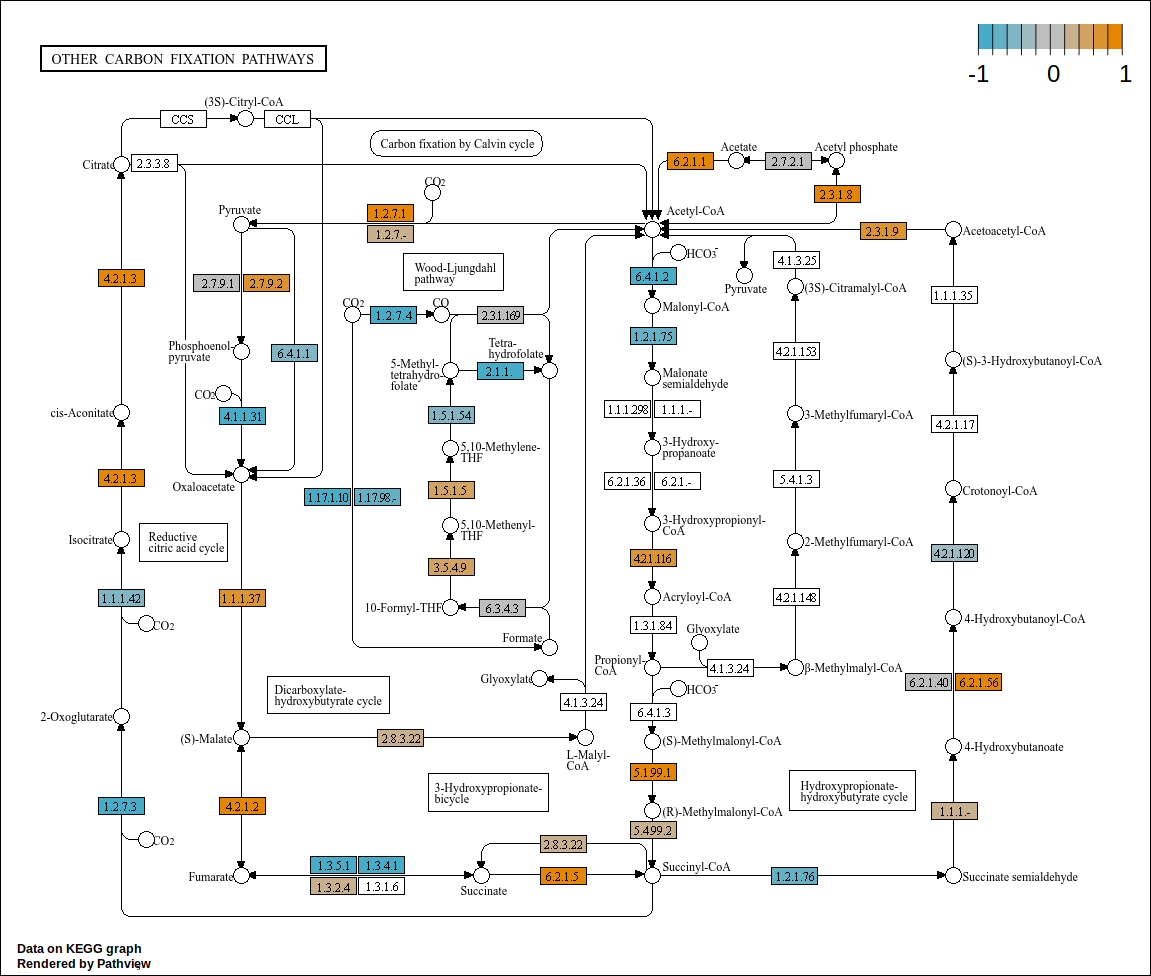 OTHER CARBON FIXATION PATHWAYS
-1
0
1
(3S)-Citryl-CoA
CCS
CCL
Carbon fixation by Calvin cycle
Citrate
2.3.3.8
6.2.1.1
Acetate
2.7.2.1
Acetyl phosphate
CO2
2.3.1.8
Pyruvate
1.2.7.1
1.2.7.-
Acetyl-CoA
2.3.1.9
Acetoacetyl-CoA
HCO3-
4.1.3.25
4.2.1.3
2.7.9.1
2.7.9.2
Wood-Ljungdahl
pathway
6.4.1.2
Pyruvate
(3S)-Citramalyl-CoA
1.1.1.35
CO2
1.2.7.4
CO
2.3.1.169
Malonyl-CoA
1.2.1.75
Phosphoenol-
pyruvate
6.4.1.1
Tetra-
hydrofolate
5-Methyl-
tetrahydro-
folate
2.1.1.
4.2.1.153
(S)-3-Hydroxybutanoyl-CoA
Malonate
semialdehyde
CO2
cis-Aconitate
4.1.1.31
1.5.1.54
1.1.1.298
1.1.1.-
3-Methylfumaryl-CoA
4.2.1.17
5,10-Methylene-
THF
3-Hydroxy-
propanoate
4.2.1.3
Oxaloacetate
1.17.1.10
1.17.98.-
1.5.1.5
6.2.1.36
6.2.1.-
5.4.1.3
Crotonoyl-CoA
5,10-Methenyl-
THF
3-Hydroxypropionyl-
CoA
Isocitrate
Reductive
citric acid cycle
2-Methylfumaryl-CoA
4.2.1.120
3.5.4.9
4.2.1.116
1.1.1.42
1.1.1.37
10-Formyl-THF
6.3.4.3
Acryloyl-CoA
4.2.1.148
CO2
1.3.1.84
Glyoxylate
4-Hydroxybutanoyl-CoA
Formate
Propionyl-
CoA
4.1.3.24
β-Methylmalyl-CoA
Glyoxylate
HCO3-
6.2.1.40
6.2.1.56
Dicarboxylate-
hydroxybutyrate cycle
4.1.3.24
6.4.1.3
2-Oxoglutarate
(S)-Malate
2.8.3.22
L-Malyl-
CoA
(S)-Methylmalonyl-CoA
4-Hydroxybutanoate
5.1.99.1
3-Hydroxypropionate-
bicycle
Hydroxypropionate-
hydroxybutyrate cycle
1.2.7.3
4.2.1.2
(R)-Methylmalonyl-CoA
1.1.1.-
CO2
5.4.99.2
2.8.3.22
Fumarate
1.3.5.1
1.3.4.1
1.3.2.4
1.3.1.6
Succinate
6.2.1.5
Succinyl-CoA
1.2.1.76
Succinate semialdehyde
Data on KEGG graph
Rendered by Pathview